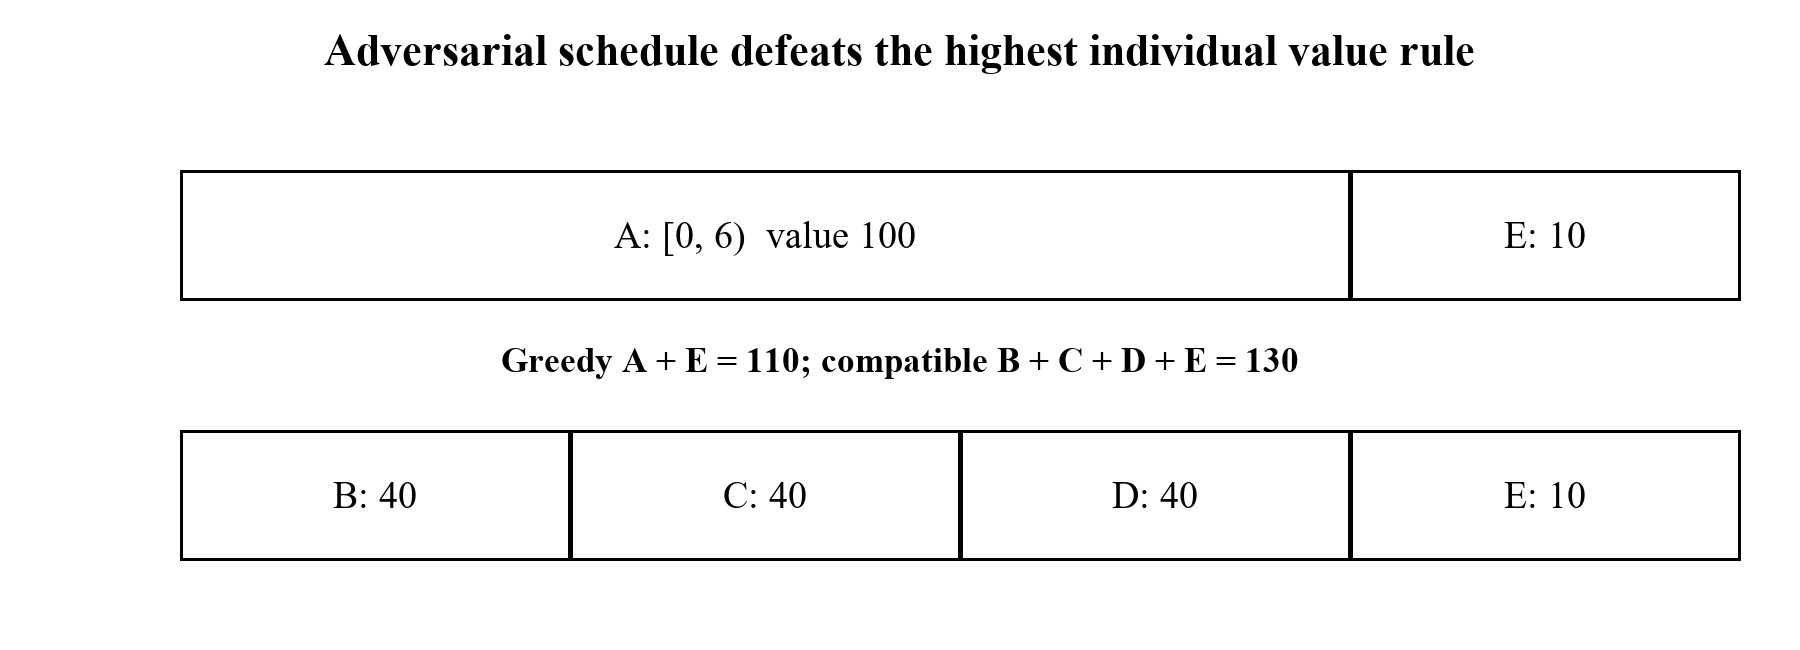 Adversarial schedule defeats the highest individual value rule
A: [0, 6)  value 100
E: 10
Greedy A + E = 110; compatible B + C + D + E = 130
B: 40
C: 40
D: 40
E: 10